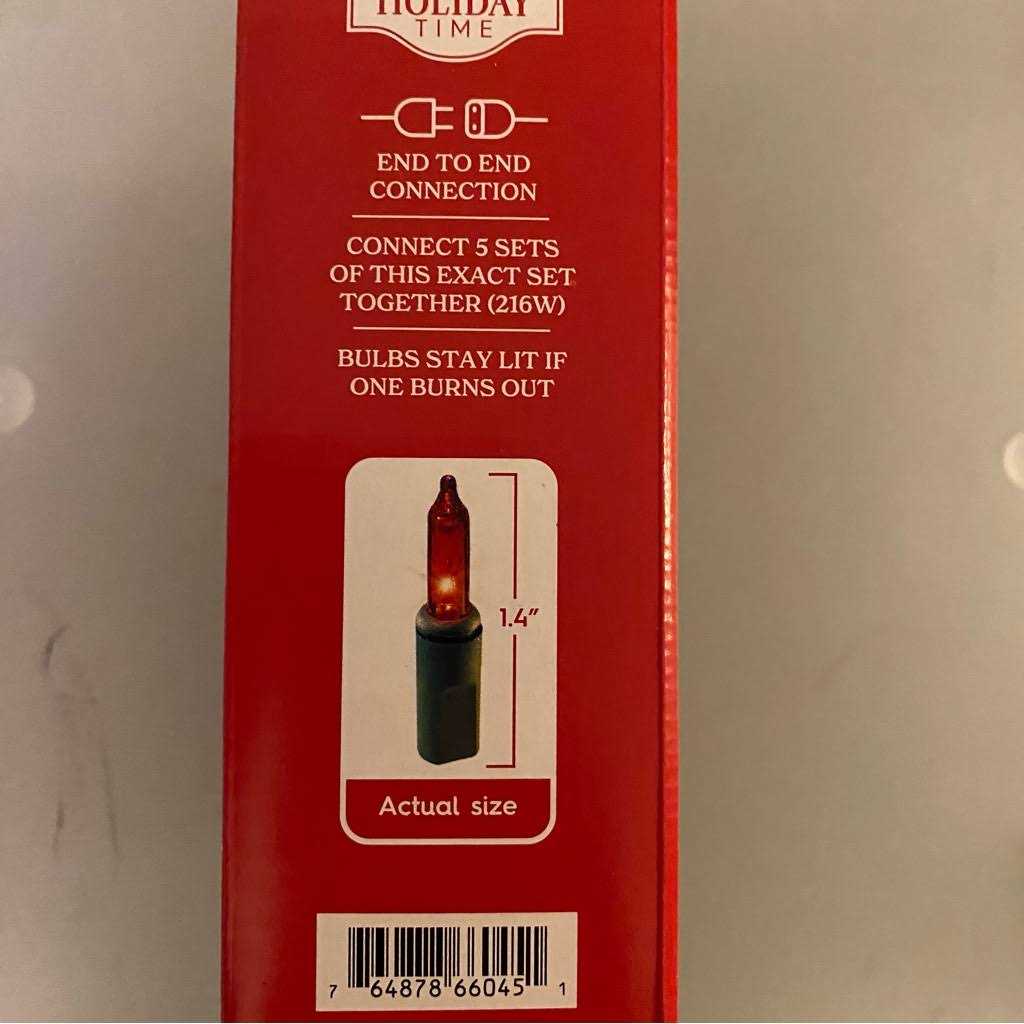 HOLIDAY
TIME
END TO END
CONNECTION
CONNECT 5 SETS
OF THIS EXACT SET
TOGETHER (216W)
BULBS STAY LIT IF
ONE BURNS OUT
1.4"
Actual size
7 64878 66045 1